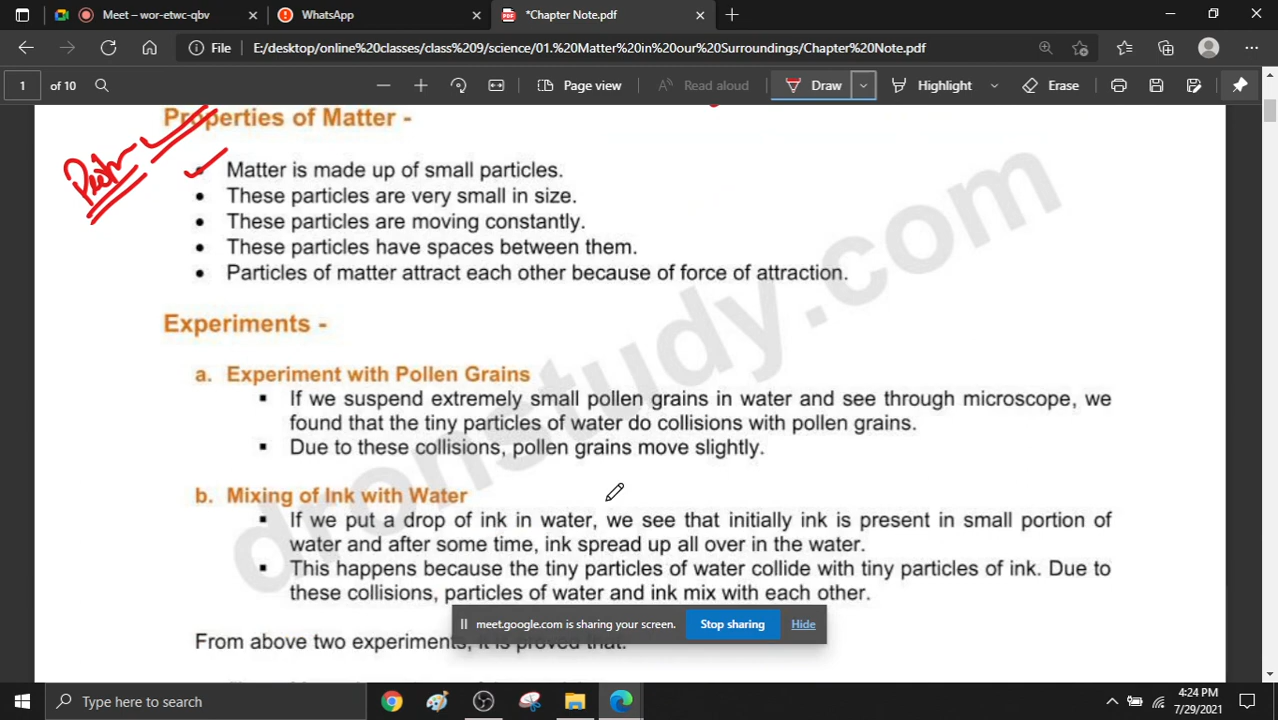 Meet – wor-etwc-qbv
WhatsApp
*Chapter Note.pdf
File
E:/desktop/online%20classes/class%209/science/01.%20Matter%20in%20our%20Surroundings/Chapter%20Note.pdf
1 of 10
Page view
Read aloud
Draw
Highlight
Erase
Properties of Matter -
• Matter is made up of small particles.
• These particles are very small in size.
• These particles are moving constantly.
• These particles have spaces between them.
• Particles of matter attract each other because of force of attraction.
Experiments -
a. Experiment with Pollen Grains
▪ If we suspend extremely small pollen grains in water and see through microscope, we
found that the tiny particles of water do collisions with pollen grains.
▪ Due to these collisions, pollen grains move slightly.
b. Mixing of Ink with Water
▪ If we put a drop of ink in water, we see that initially ink is present in small portion of
water and after some time, ink spread up all over in the water.
▪ This happens because the tiny particles of water collide with tiny particles of ink. Due to
these collisions, particles of water and ink mix with each other.
dronstudy.com
meet.google.com is sharing your screen.
Stop sharing
Hide
From above two experiments, it is proved that:
Type here to search
4:24 PM
7/29/2021